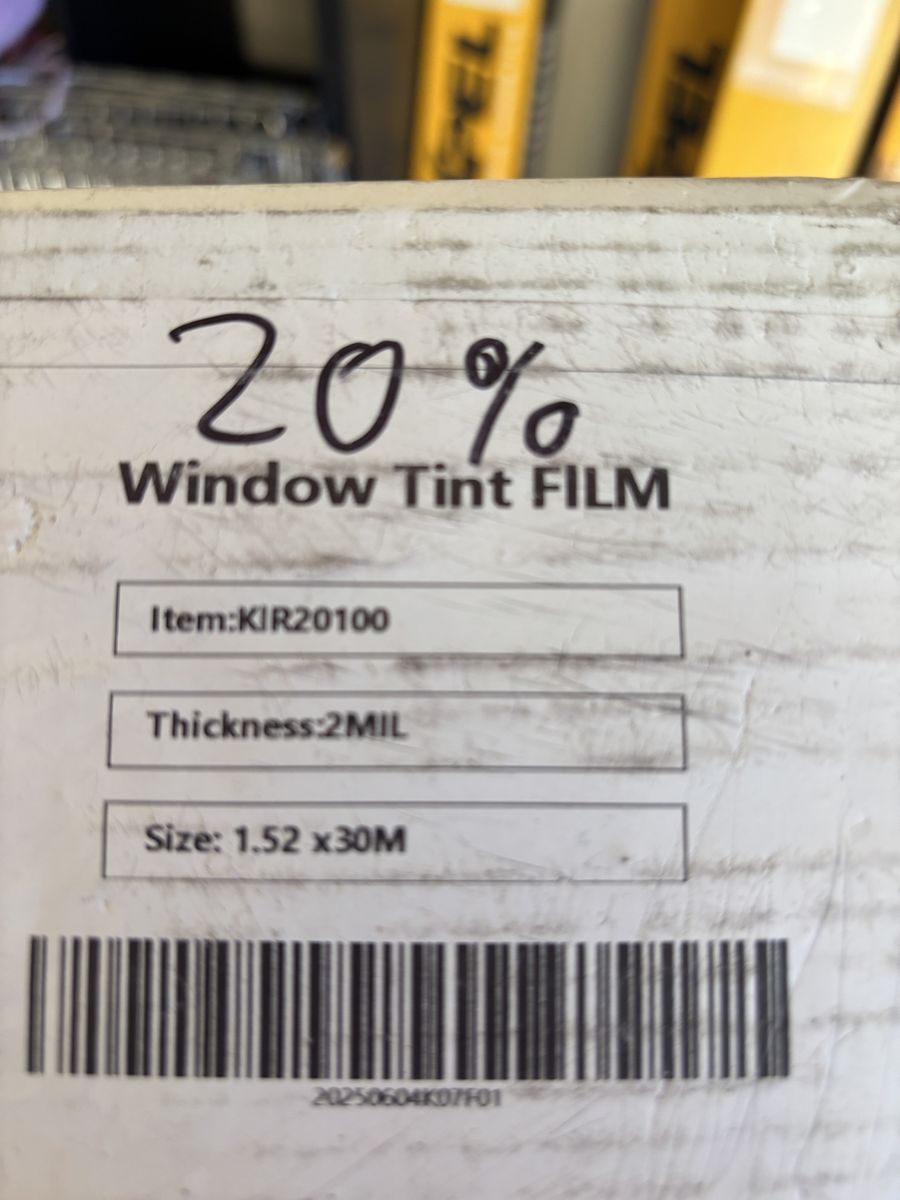 20%
Window Tint FILM
Item:KIR20100
Thickness:2MIL
Size: 1.52 x30M
20250604K07F01